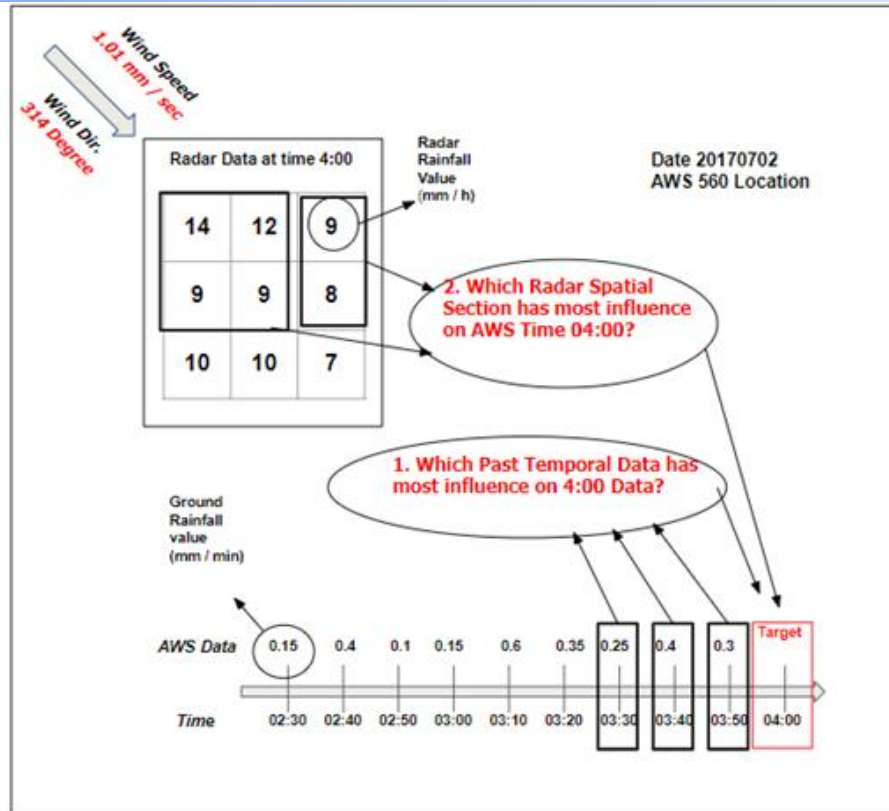 Wind Speed
1.01 mm / sec
Wind Dir.
314 Degree
Radar Data at time 4:00
14 12 9
9 9 8
10 10 7
Radar
Rainfall
Value
(mm / h)
Date 20170702
AWS 560 Location
2. Which Radar Spatial
Section has most influence
on AWS Time 04:00?
1. Which Past Temporal Data has
most influence on 4:00 Data?
Ground
Rainfall
value
(mm / min)
AWS Data 0.15 0.4 0.1 0.15 0.6 0.35 0.25 0.4 0.3 Target
Time 02:30 02:40 02:50 03:00 03:10 03:20 03:30 03:40 03:50 04:00